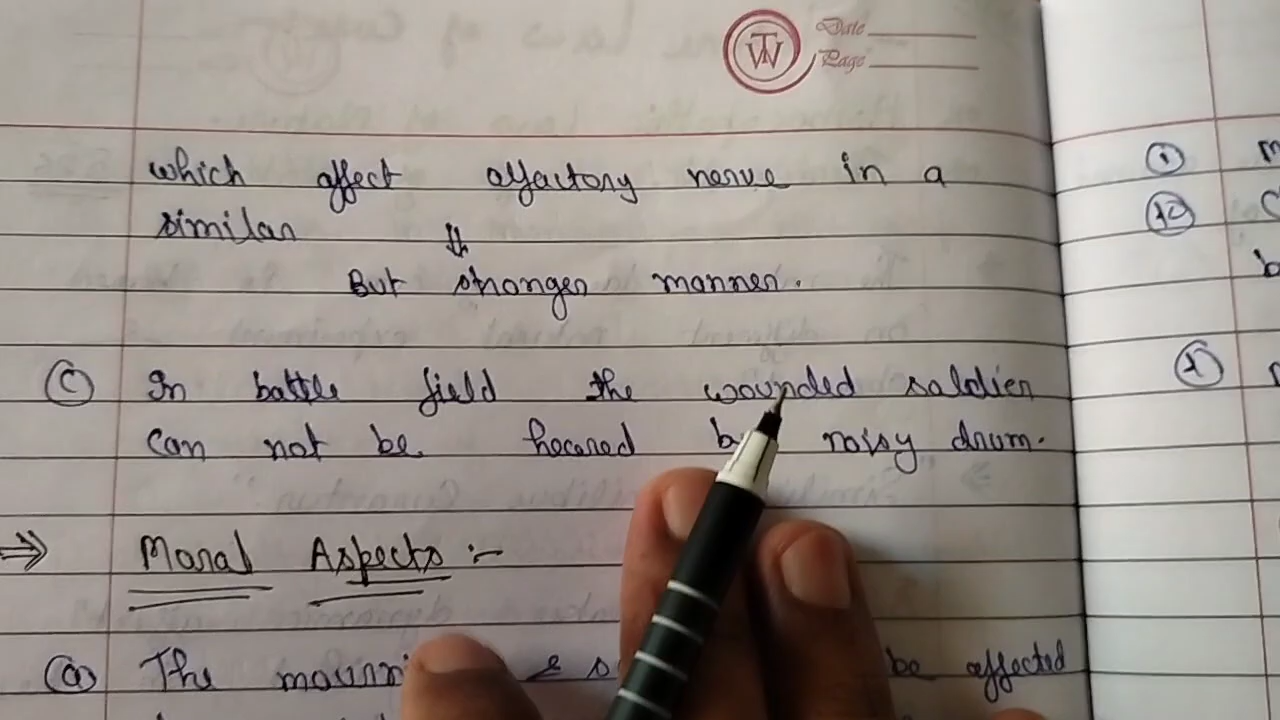 Date
Page
which affect olfactory nerve in a
similar
But stronger manner.
(C) In battle field the wounded soldier
can not be heared by noisy drum.
⇒ Moral Aspects :-
(a) The & be affected